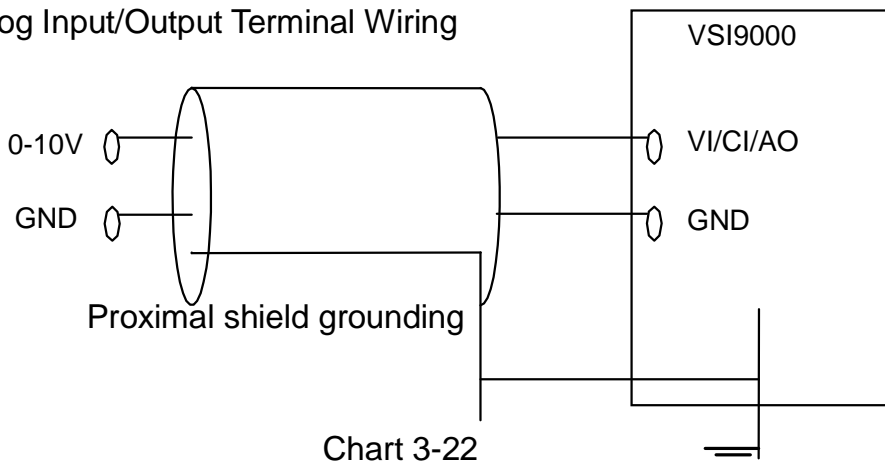 og Input/Output Terminal Wiring
VSI9000
0-10V
VI/CI/AO
GND
GND
Proximal shield grounding
Chart 3-22